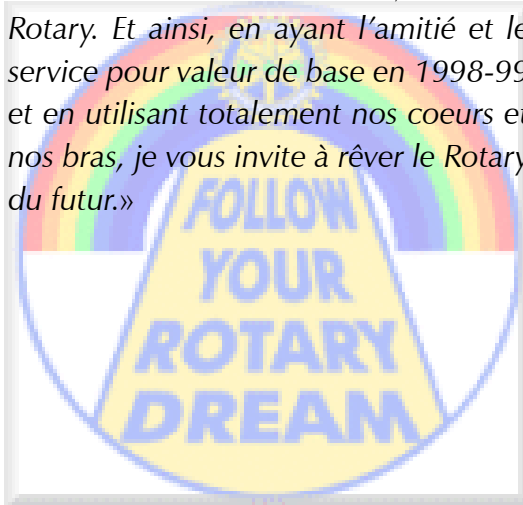 Rotary. Et ainsi, en ayant l’amitié et le
service pour valeur de base en 1998-99
et en utilisant totalement nos coeurs et
nos bras, je vous invite à rêver le Rotary
du futur.»
FOLLOW
YOUR
ROTARY
DREAM